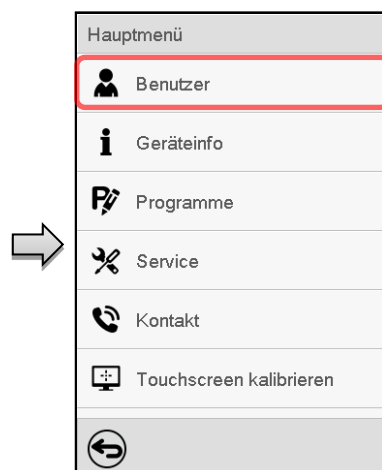 Hauptmenü
Benutzer
Geräteinfo
Programme
Service
Kontakt
Touchscreen kalibrieren